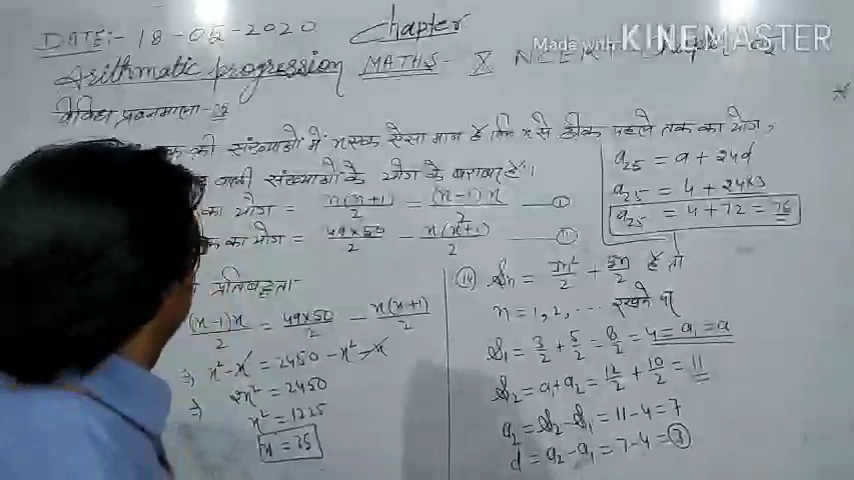 DATE:- 18-05-2020 Chapter
Made with KINEMASTER
Arithmatic progression MATHS- X NCERT
विविध प्रश्नमाला-
की संख्याओं में x एक ऐसा मान है कि x से ठीक पहले तक का योग,
वाली संख्याओं के योग के बराबर हैं।
का योग = x(x+1)/2 = (x-1)x/2 —— ①
का योग = 49×50/2 - x(x+1)/2 —— ②
प्रतिबद्धता-
(x-1)x/2 = 49×50/2 - x(x+1)/2
⇒ x²-x = 2450 - x² - x
⇒ 2x² = 2450
x² = 1225
x = 35
a₂₅ = a + 24d
a₂₅ = 4 + 24×3
a₂₅ = 4 + 72 = 76
⑭ Sn = 3n²/2 + 5n/2 है तो
n = 1, 2, ... रखने पर
S₁ = 3/2 + 5/2 = 8/2 = 4 = a₁ = a
S₂ = a₁+a₂ = 12/2 + 10/2 = 11
a₂ = S₂ - S₁ = 11 - 4 = 7
d = a₂ - a₁ = 7 - 4 = 3